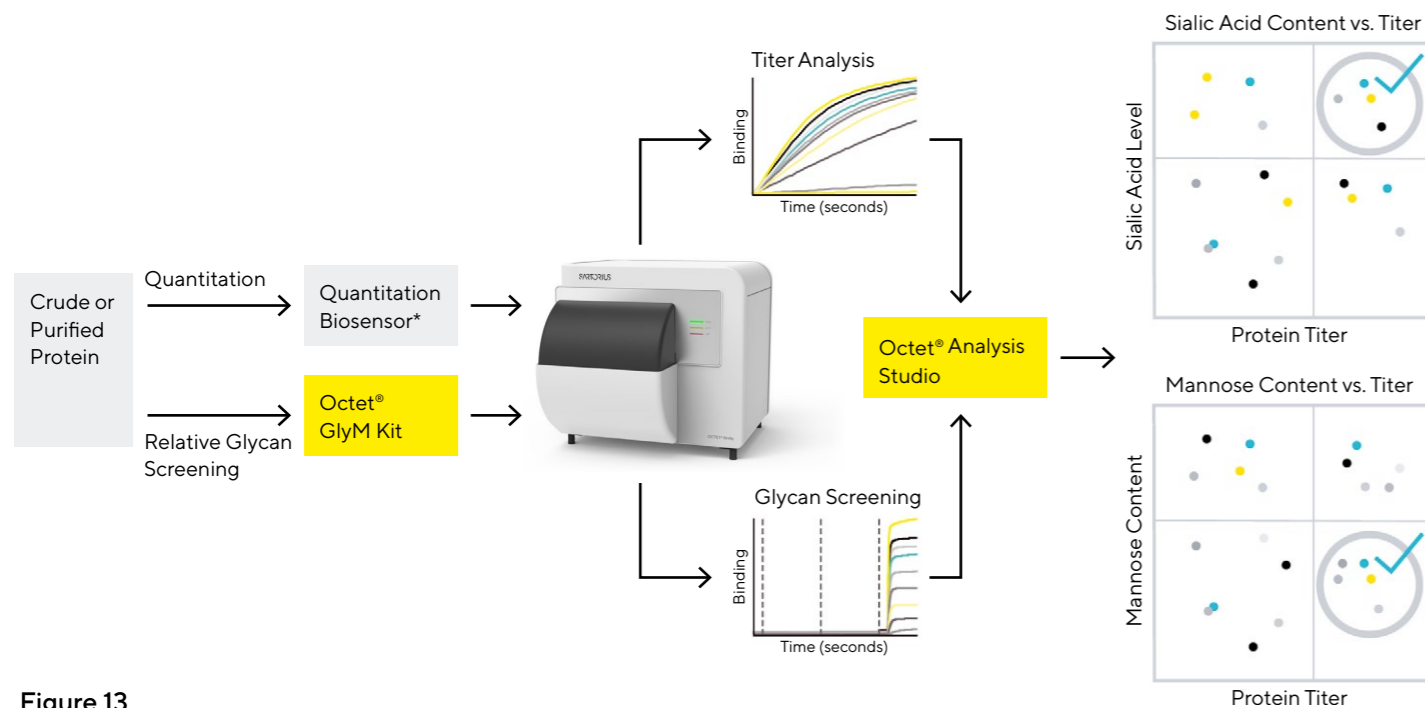 Crude or
Purified
Protein
Quantitation
Relative Glycan
Screening
Quantitation
Biosensor*
Octet®
GlyM Kit
SARTORIUS
Titer Analysis
Binding
Time (seconds)
Glycan Screening
Binding
Time (seconds)
Octet® Analysis
Studio
Sialic Acid Content vs. Titer
Sialic Acid Level
Protein Titer
Mannose Content vs. Titer
Mannose Content
Protein Titer
Figure 13